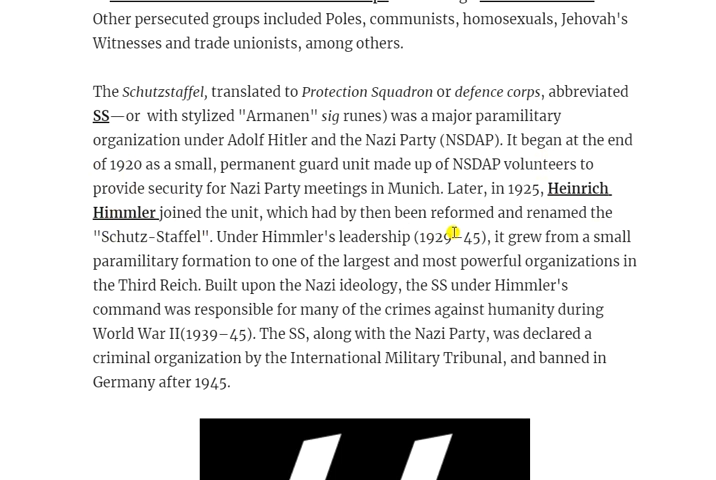 Other persecuted groups included Poles, communists, homosexuals, Jehovah's
Witnesses and trade unionists, among others.
The Schutzstaffel, translated to Protection Squadron or defence corps, abbreviated
SS—or  with stylized "Armanen" sig runes) was a major paramilitary
organization under Adolf Hitler and the Nazi Party (NSDAP). It began at the end
of 1920 as a small, permanent guard unit made up of NSDAP volunteers to
provide security for Nazi Party meetings in Munich. Later, in 1925, Heinrich
Himmler joined the unit, which had by then been reformed and renamed the
"Schutz-Staffel". Under Himmler's leadership (1929–45), it grew from a small
paramilitary formation to one of the largest and most powerful organizations in
the Third Reich. Built upon the Nazi ideology, the SS under Himmler's
command was responsible for many of the crimes against humanity during
World War II(1939–45). The SS, along with the Nazi Party, was declared a
criminal organization by the International Military Tribunal, and banned in
Germany after 1945.